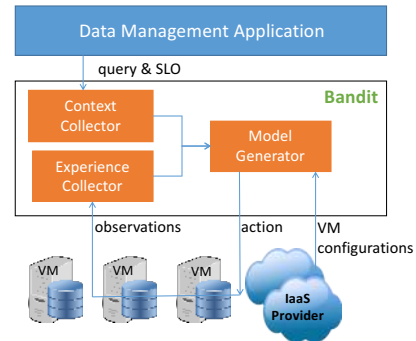 Data Management Application
query & SLO
Bandit
Context
Collector
Model
Generator
Experience
Collector
observations
action
VM
configurations
VM
VM
VM
IaaS
Provider